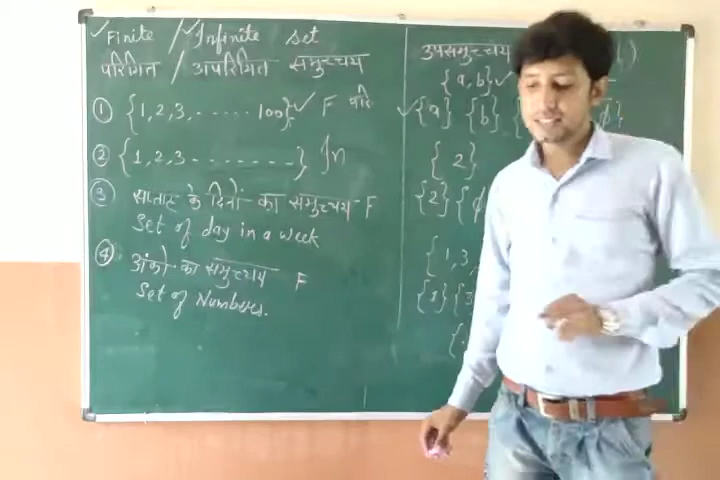 ✓Finite / ✓Infinite set
परिमित / अपरिमित समुच्चय
① {1,2,3,......100}✓ F परि
② {1,2,3.........} In
③ सप्ताह के दिनों का समुच्चय F
Set of day in a week
④ अंको का समुच्चय F
Set of Numbers.
उपसमुच्चय
{a,b}✓
✓{a} {b} {
{2}
{2} {ϕ
{1,3,
{1} {3